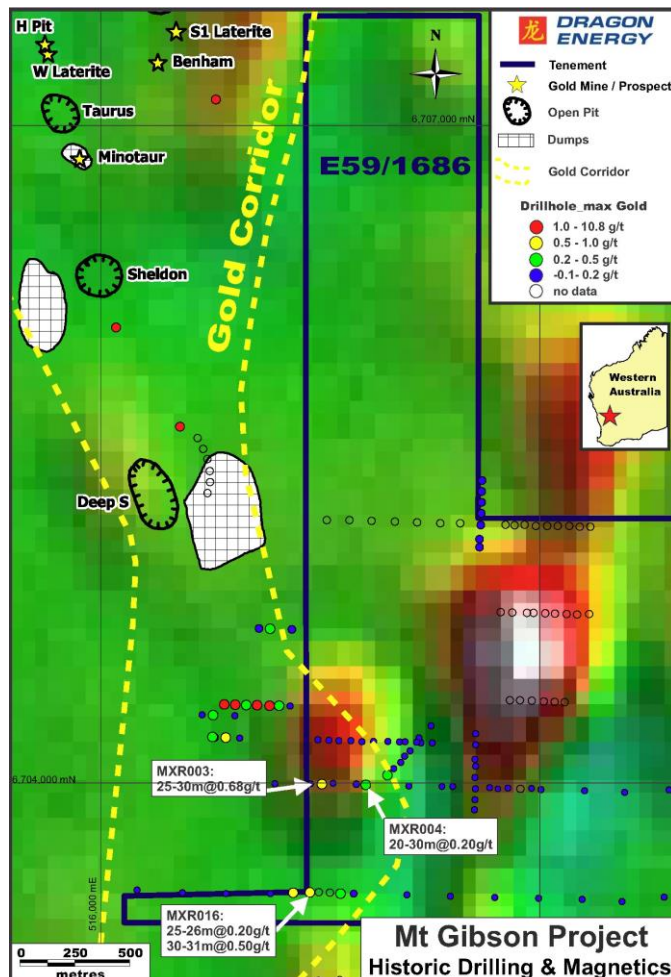 H Pit
S1 Laterite
W Laterite
Benham
Taurus
Minotaur
Sheldon
Deep S
Gold Corridor
N
6,707,000 mN
E59/1686
龙
DRAGON
ENERGY
Tenement
Gold Mine / Prospect
Open Pit
Dumps
Gold Corridor
Drillhole_max Gold
1.0 - 10.8 g/t
0.5 - 1.0 g/t
0.2 - 0.5 g/t
-0.1- 0.2 g/t
no data
Western
Australia
6,704,000 mN
MXR003:
25-30m@0.68g/t
MXR004:
20-30m@0.20g/t
516,000 mE
MXR016:
25-26m@0.20g/t
30-31m@0.50g/t
0 250 500
metres
Mt Gibson Project
Historic Drilling & Magnetics